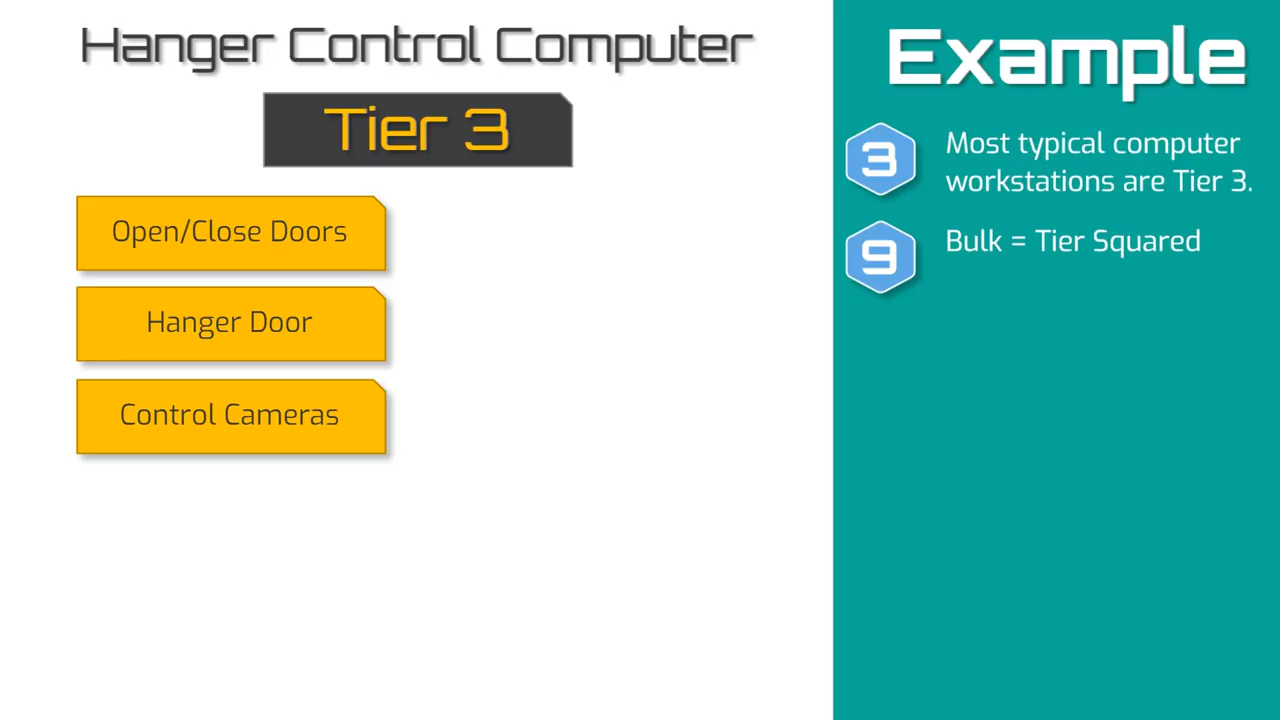 Hanger Control Computer
Tier 3
Open/Close Doors
Hanger Door
Control Cameras
Example
3
Most typical computer
workstations are Tier 3.
9
Bulk = Tier Squared